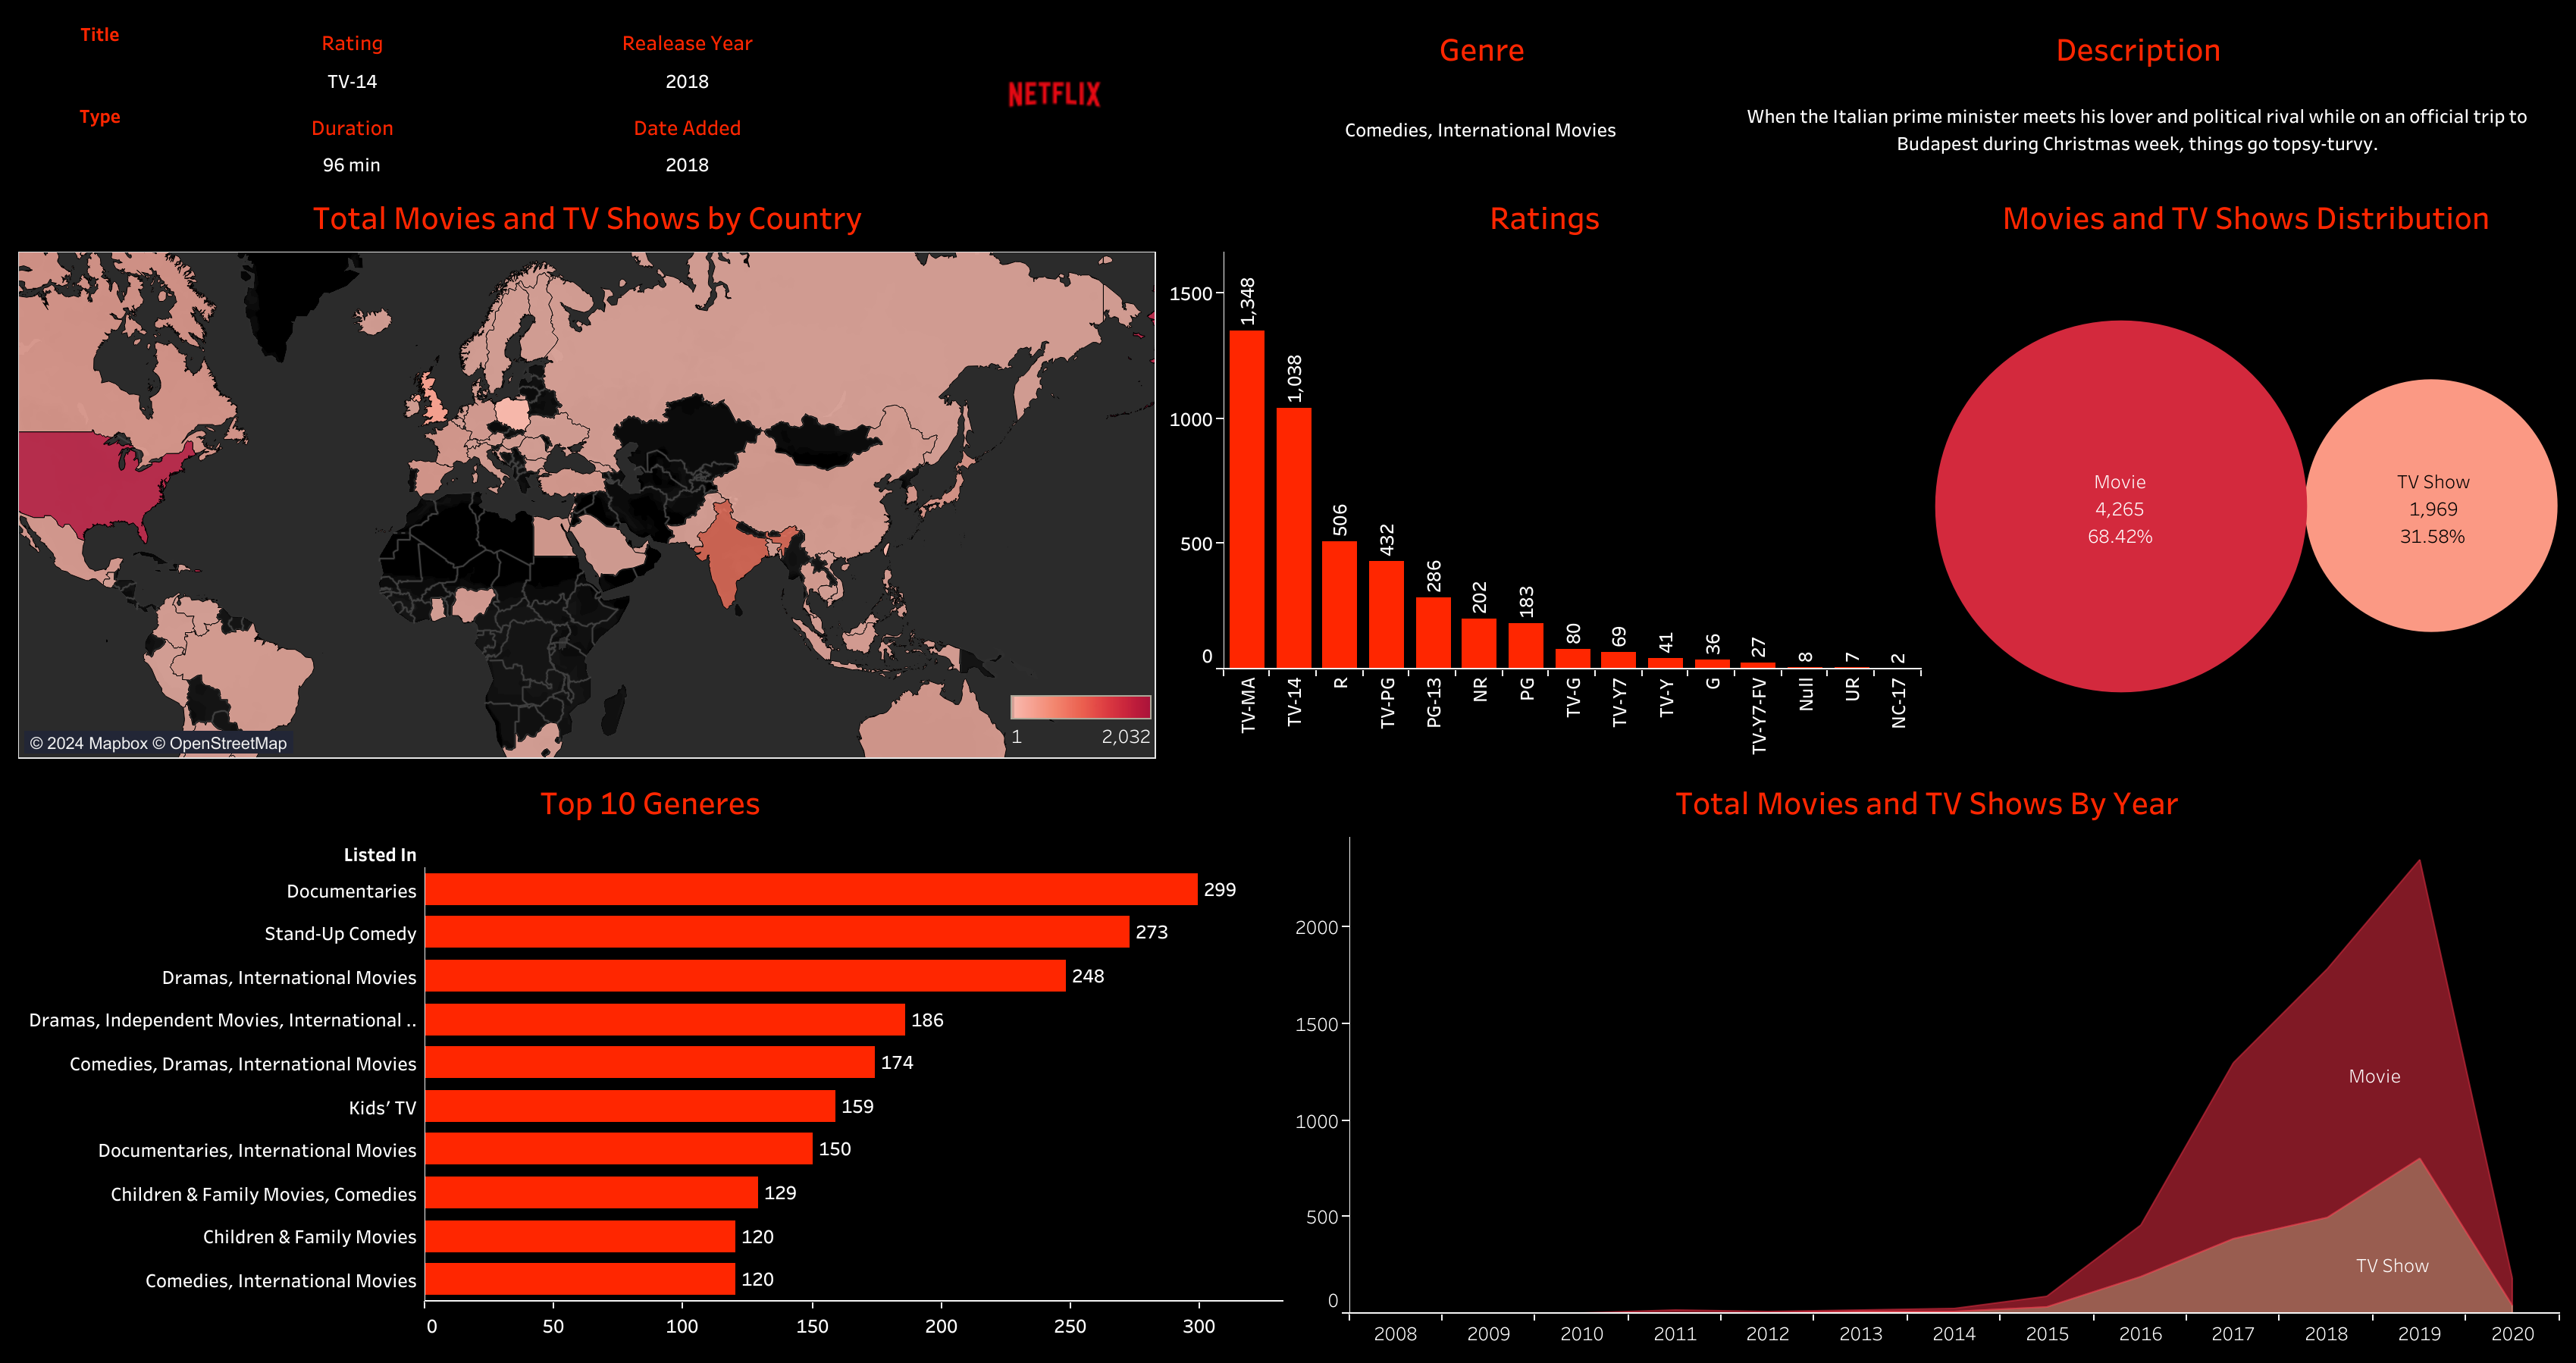 Title
Rating
TV-14
Realease Year
2018
Type
Duration
96 min
Date Added
2018
NETFLIX
Genre
Comedies, International Movies
Description
When the Italian prime minister meets his lover and political rival while on an official trip to
Budapest during Christmas week, things go topsy-turvy.
Total Movies and TV Shows by Country
© 2024 Mapbox © OpenStreetMap
1 2,032
Ratings
1500
1000
500
0
1,348
1,038
506
432
286
202
183
80
69
41
36
27
8
7
2
TV-MA
TV-14
R
TV-PG
PG-13
NR
PG
TV-G
TV-Y7
TV-Y
G
TV-Y7-FV
Null
UR
NC-17
Movies and TV Shows Distribution
Movie
4,265
68.42%
TV Show
1,969
31.58%
Top 10 Generes
Listed In
Documentaries 299
Stand-Up Comedy 273
Dramas, International Movies 248
Dramas, Independent Movies, International .. 186
Comedies, Dramas, International Movies 174
Kids' TV 159
Documentaries, International Movies 150
Children & Family Movies, Comedies 129
Children & Family Movies 120
Comedies, International Movies 120
0 50 100 150 200 250 300
Total Movies and TV Shows By Year
2000
1500
1000
500
0
Movie
TV Show
2008 2009 2010 2011 2012 2013 2014 2015 2016 2017 2018 2019 2020